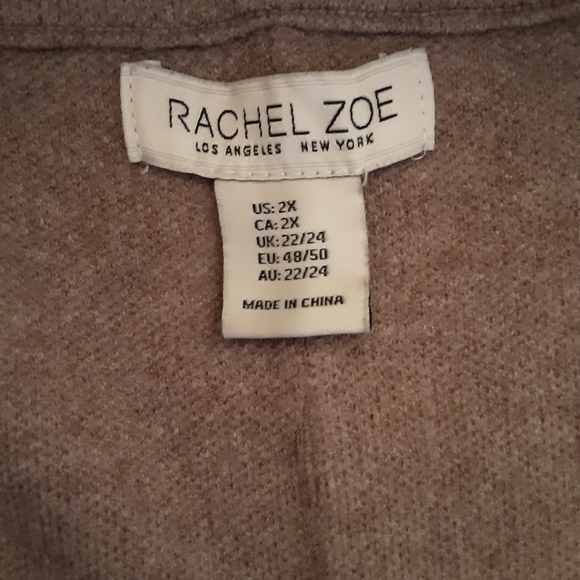 RACHEL ZOE
LOS ANGELES NEW YORK
US: 2X
CA: 2X
UK: 22/24
EU: 48/50
AU: 22/24
MADE IN CHINA